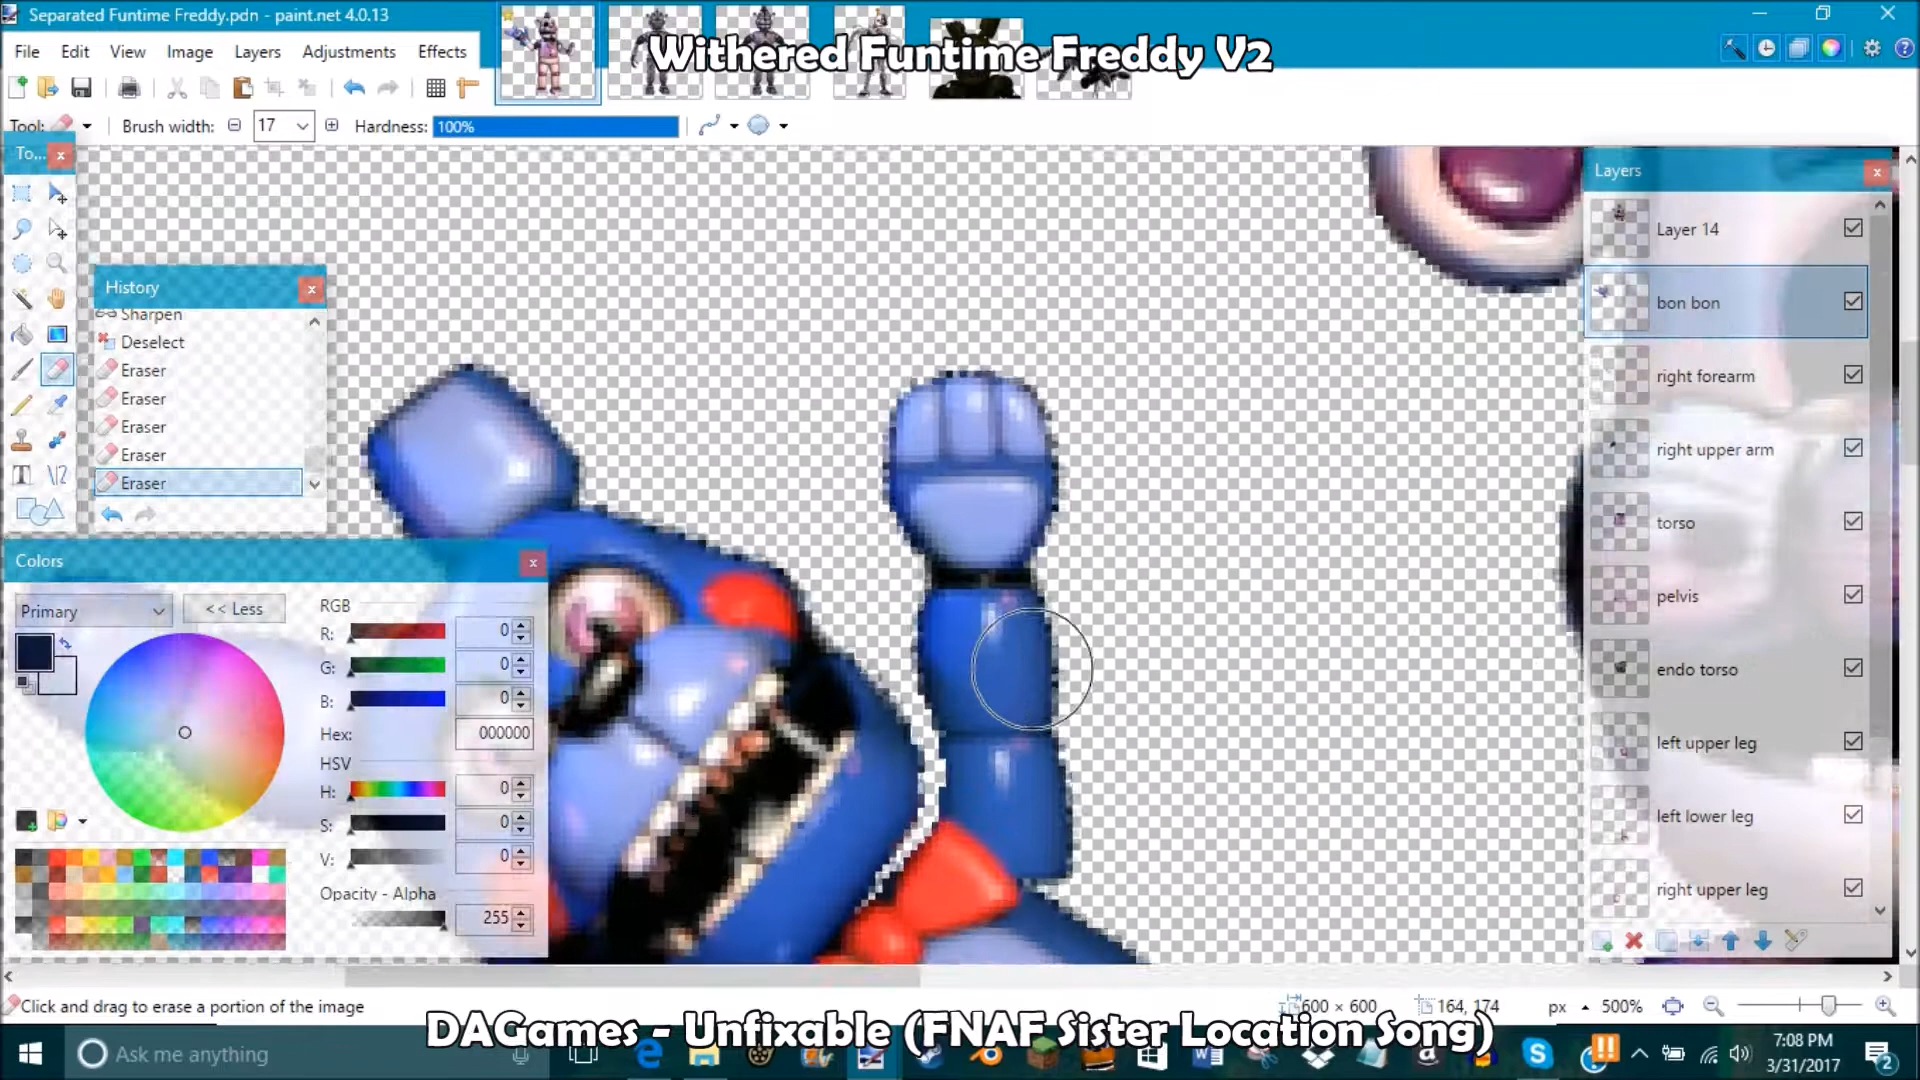 Separated Funtime Freddy.pdn - paint.net 4.0.13
File Edit View Image Layers Adjustments Effects
Withered Funtime Freddy V2
Tool: Brush width: 17 Hardness: 100%
To...
History
Sharpen
Deselect
Eraser
Eraser
Eraser
Eraser
Eraser
Colors
Primary
<< Less
RGB
R: 0
G: 0
B: 0
Hex: 000000
HSV
H: 0
S: 0
V: 0
Opacity - Alpha
255
Layers
Layer 14
bon bon
right forearm
right upper arm
torso
pelvis
endo torso
left upper leg
left lower leg
right upper leg
Click and drag to erase a portion of the image
600 × 600
164, 174
px
500%
DAGames - Unfixable (FNAF Sister Location Song)
Ask me anything
7:08 PM
3/31/2017
2